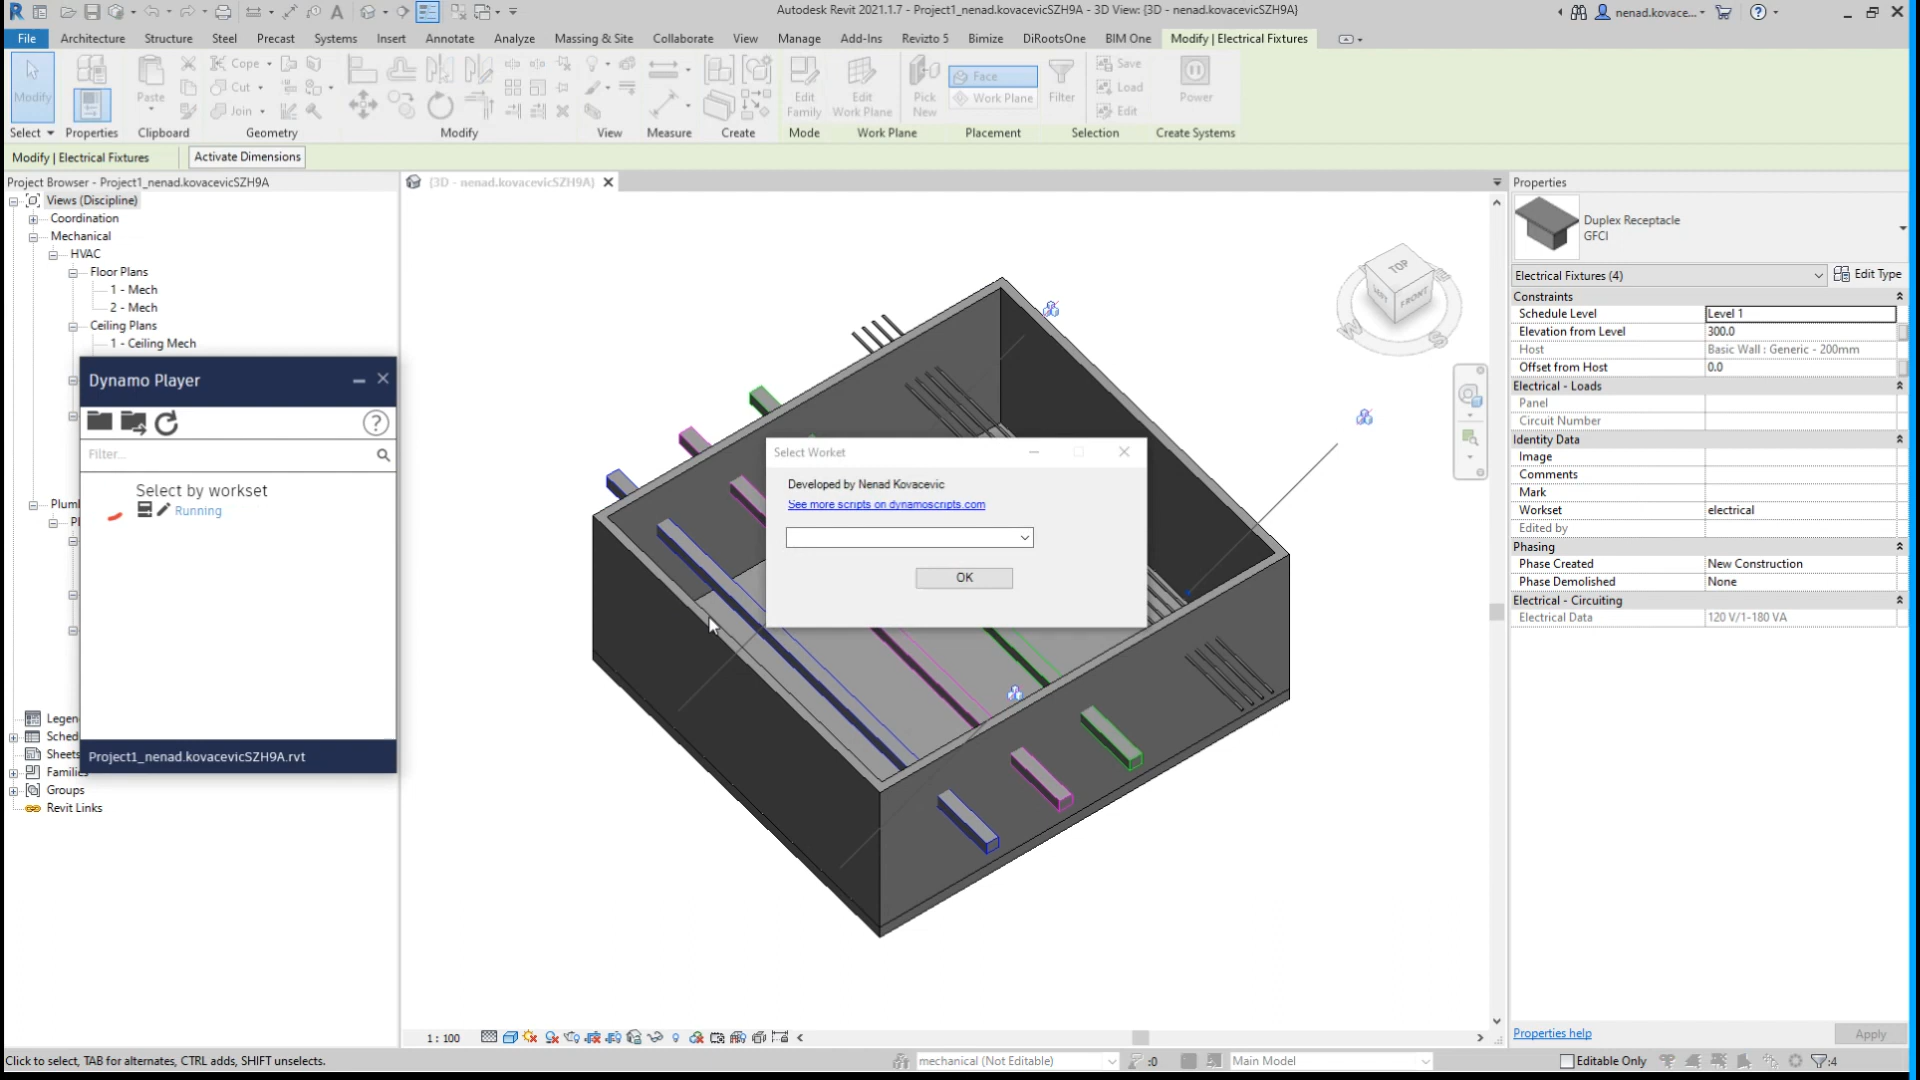 Autodesk Revit 2021.1.7 - Project1_nenad.kovacevicSZH9A - 3D View: {3D - nenad.kovacevicSZH9A}
nenad.kovace...
File Architecture Structure Steel Precast Systems Insert Annotate Analyze Massing & Site Collaborate View Manage Add-Ins Revizto 5 Bimize DiRootsOne BIM One Modify | Electrical Fixtures
Modify
Paste
Cope
Cut
Join
Edit Family
Edit Work Plane
Pick New
Face
Work Plane
Filter
Save
Load
Edit
Power
Select Properties Clipboard Geometry Modify View Measure Create Mode Work Plane Placement Selection Create Systems
Modify | Electrical Fixtures Activate Dimensions
Project Browser - Project1_nenad.kovacevicSZH9A
Views (Discipline)
Coordination
Mechanical
HVAC
Floor Plans
1 - Mech
2 - Mech
Ceiling Plans
1 - Ceiling Mech
Plum
Legen
Sched
Sheets
Familie
Groups
Revit Links
Dynamo Player
Filter...
Select by workset
Running
Project1_nenad.kovacevicSZH9A.rvt
{3D - nenad.kovacevicSZH9A}
TOP
LEFT
FRONT
W
S
Select Worket
Developed by Nenad Kovacevic
See more scripts on dynamoscripts.com
OK
Properties
Duplex Receptacle
GFCI
Electrical Fixtures (4) Edit Type
Constraints
Schedule Level Level 1
Elevation from Level 300.0
Host Basic Wall : Generic - 200mm
Offset from Host 0.0
Electrical - Loads
Panel
Circuit Number
Identity Data
Image
Comments
Mark
Workset electrical
Edited by
Phasing
Phase Created New Construction
Phase Demolished None
Electrical - Circuiting
Electrical Data 120 V/1-180 VA
Properties help Apply
1 : 100
Click to select, TAB for alternates, CTRL adds, SHIFT unselects.
mechanical (Not Editable) :0 Main Model Editable Only :4